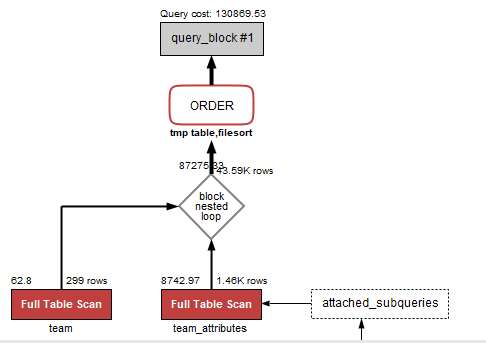 Query cost: 130869.53
query_block #1
ORDER
tmp table,filesort
87275.33
43.59K rows
block
nested
loop
62.8
299 rows
8742.97
1.46K rows
Full Table Scan
Full Table Scan
attached_subqueries
team
team_attributes